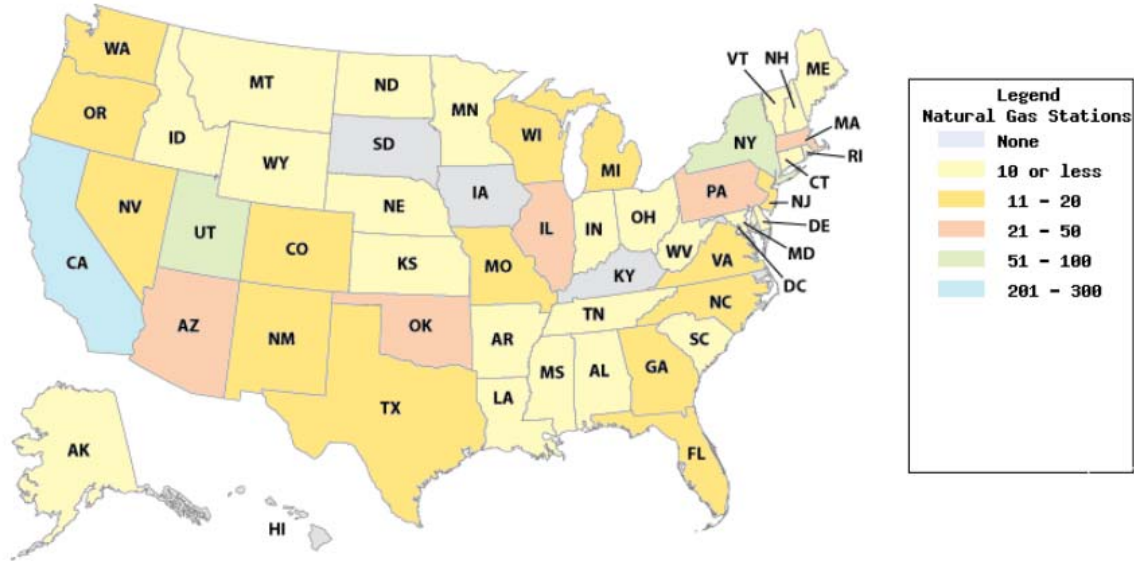 WA
OR
CA
NV
ID
MT
WY
UT
CO
AZ
NM
ND
SD
NE
KS
OK
TX
MN
IA
MO
AR
LA
WI
IL
MI
IN
OH
KY
TN
MS
AL
GA
FL
SC
NC
VA
WV
PA
NY
VT
NH
ME
MA
RI
CT
NJ
DE
MD
DC
AK
HI
Legend
Natural Gas Stations
None
10 or less
11 - 20
21 - 50
51 - 100
201 - 300